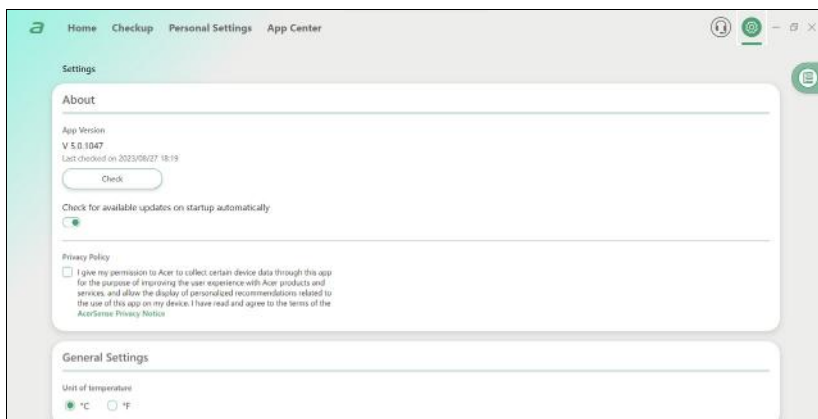 a Home Checkup Personal Settings App Center
Settings
About
App Version
V 5.0.1047
Last checked on 2023/08/27 18:19
Check
Check for available updates on startup automatically
Privacy Policy
I give my permission to Acer to collect certain device data through this app
for the purpose of improving the user experience with Acer products and
services, and allow the display of personalized recommendations related to
the use of this app on my device. I have read and agree to the terms of the
AcerSense Privacy Notice
General Settings
Unit of temperature
°C °F